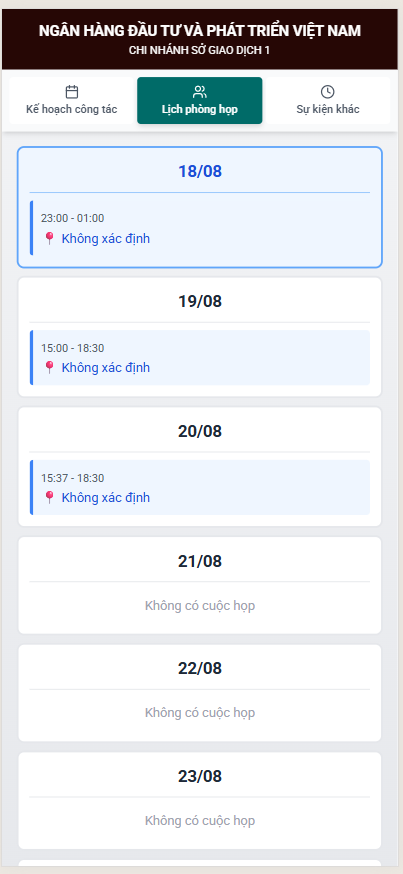 NGÂN HÀNG ĐẦU TƯ VÀ PHÁT TRIỂN VIỆT NAM
CHI NHÁNH SỞ GIAO DỊCH 1
Kế hoạch công tác
Lịch phòng họp
Sự kiện khác
18/08
23:00 - 01:00
Không xác định
19/08
15:00 - 18:30
Không xác định
20/08
15:37 - 18:30
Không xác định
21/08
Không có cuộc họp
22/08
Không có cuộc họp
23/08
Không có cuộc họp